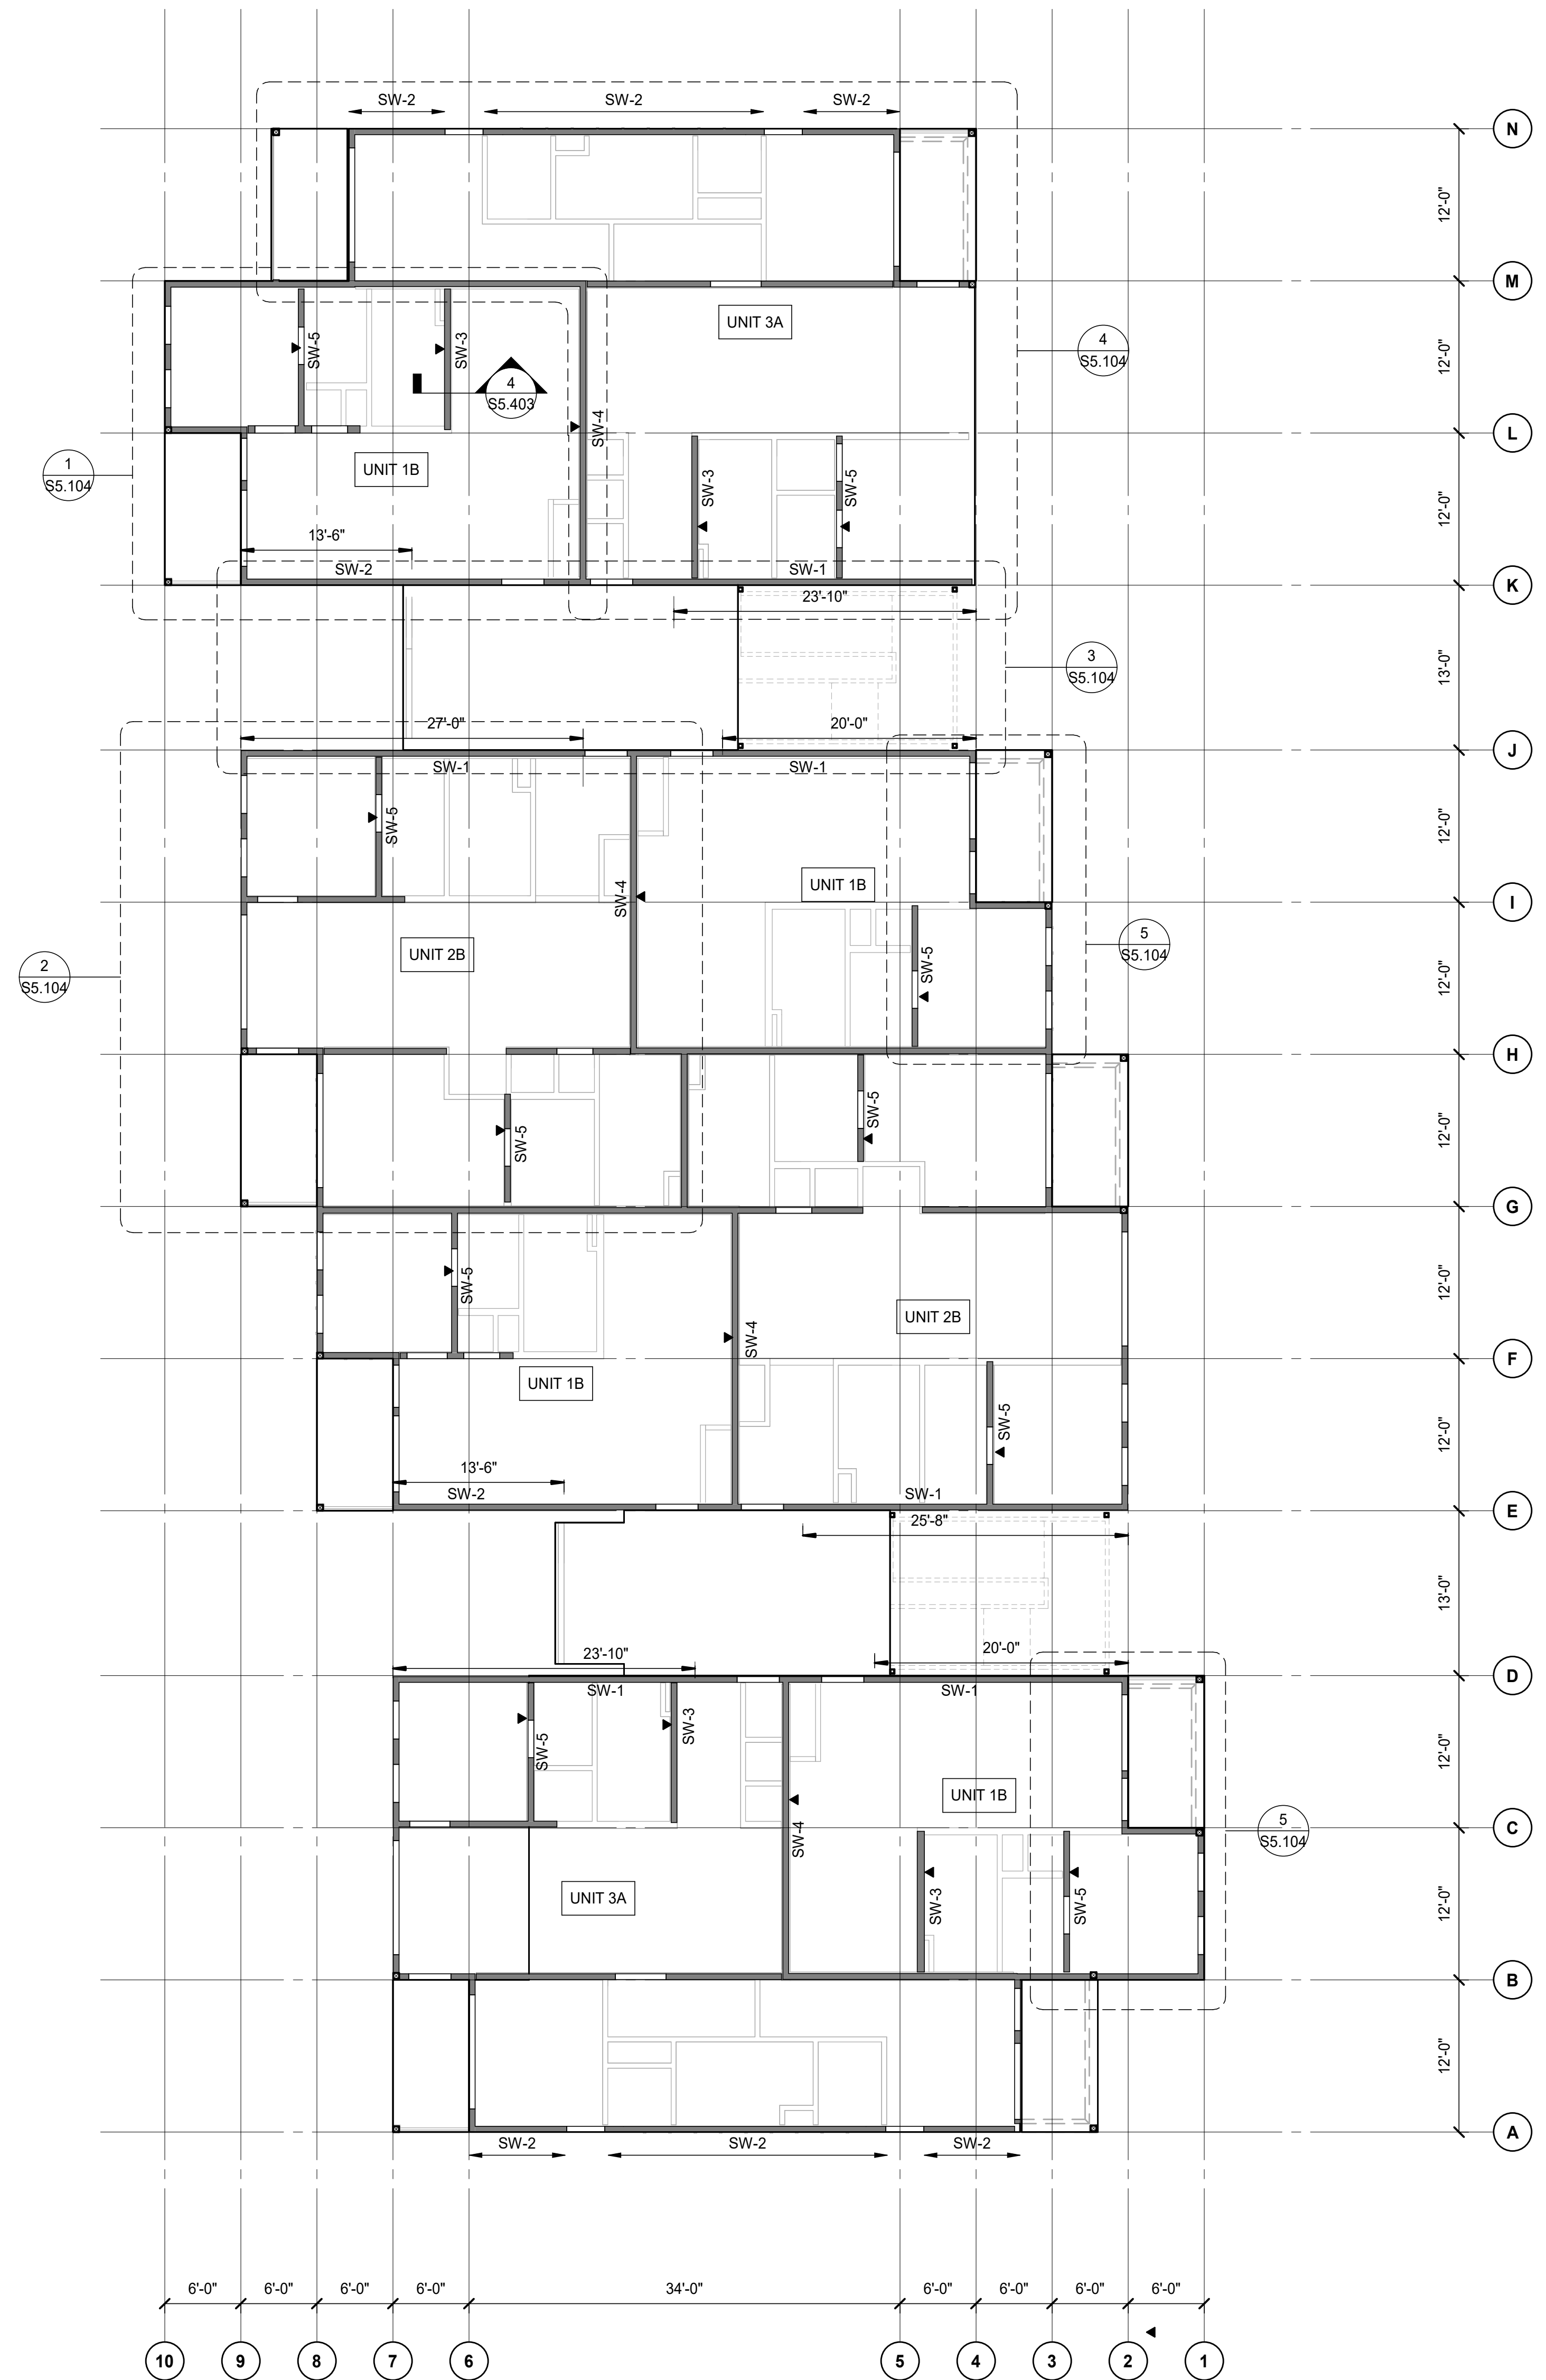 SW-2 SW-2 SW-2
N
12'-0"
M
UNIT 3A
SW-5 SW-3
4
S5.104
12'-0"
4
S5.403
SW-4
L
1
S5.104
UNIT 1B
SW-3 SW-5
12'-0"
13'-6"
SW-2 SW-1
K
23'-10"
3
S5.104
13'-0"
27'-0" 20'-0"
J
SW-1 SW-1
SW-5
12'-0"
UNIT 1B
SW-4
I
UNIT 2B
5
S5.104
2
S5.104
SW-5
12'-0"
H
SW-5
SW-5
12'-0"
G
SW-5
12'-0"
UNIT 2B
SW-4
F
UNIT 1B
SW-5
12'-0"
13'-6"
SW-2 SW-1
E
25'-8"
13'-0"
23'-10" 20'-0"
D
SW-1 SW-1
SW-3
SW-5
12'-0"
UNIT 1B
5
S5.104
C
SW-4
UNIT 3A
SW-3 SW-5
12'-0"
B
12'-0"
A
SW-2 SW-2 SW-2
6'-0" 6'-0" 6'-0" 6'-0" 34'-0" 6'-0" 6'-0" 6'-0" 6'-0"
10 9 8 7 6 5 4 3 2 1